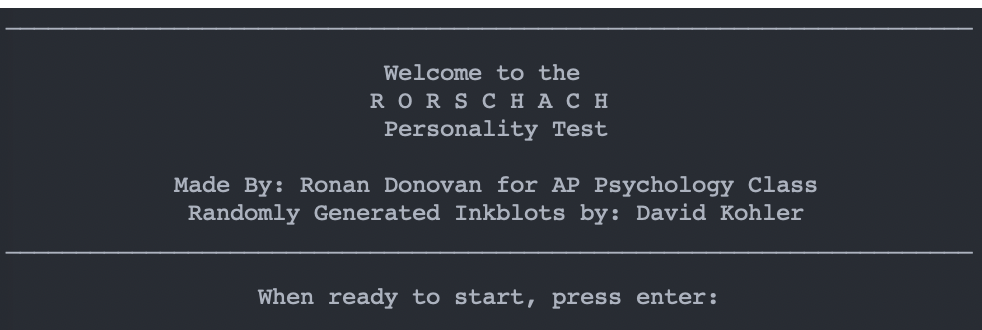 Welcome to the
R O R S C H A C H
Personality Test
Made By: Ronan Donovan for AP Psychology Class
Randomly Generated Inkblots by: David Kohler
When ready to start, press enter: